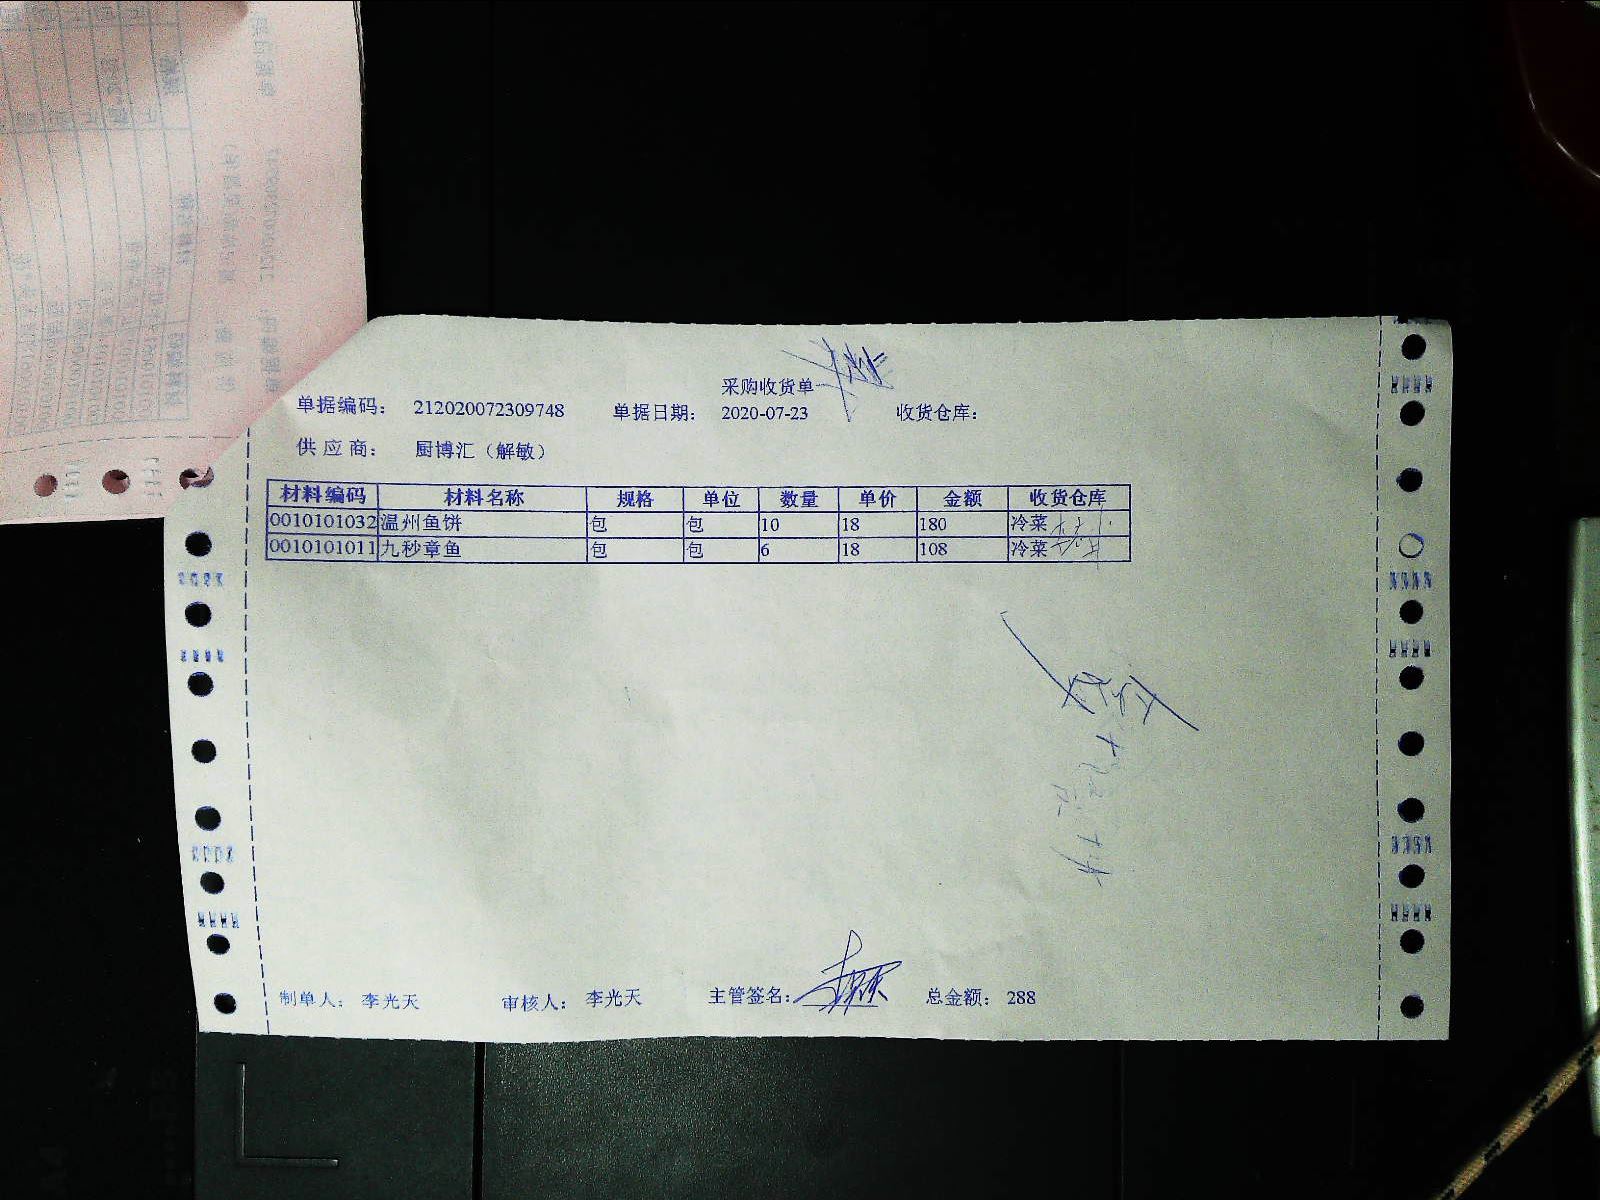 采购收货单
单据编码： 212020072309748 单据日期： 2020-07-23 收货仓库：
供应商： 厨博汇（解敏）
材料编码 材料名称 规格 单位 数量 单价 金额 收货仓库
0010101032 温州鱼饼 包 包 10 18 180 冷菜
0010101011 九秒章鱼 包 包 6 18 108 冷菜
制单人： 李光天 审核人： 李光天 主管签名： 总金额： 288